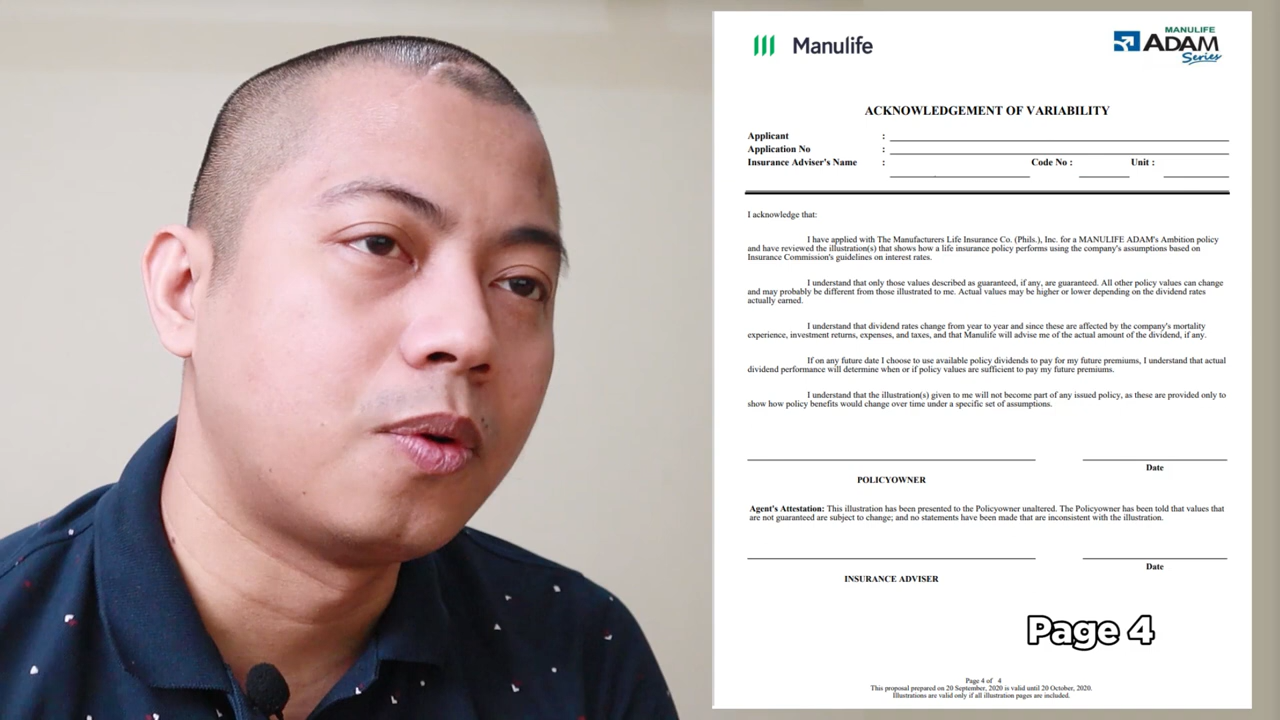 Manulife
MANULIFE
ADAM
Series
ACKNOWLEDGEMENT OF VARIABILITY
Applicant :
Application No :
Insurance Adviser's Name : Code No : Unit :
I acknowledge that:
I have applied with The Manufacturers Life Insurance Co. (Phils.), Inc. for a MANULIFE ADAM's Ambition policy
and have reviewed the illustration(s) that shows how a life insurance policy performs using the company's assumptions based on
Insurance Commission's guidelines on interest rates.
I understand that only those values described as guaranteed, if any, are guaranteed. All other policy values can change
and may probably be different from those illustrated to me. Actual values may be higher or lower depending on the dividend rates
actually earned.
I understand that dividend rates change from year to year and since these are affected by the company's mortality
experience, investment returns, expenses, and taxes, and that Manulife will advise me of the actual amount of the dividend, if any.
If on any future date I choose to use available policy dividends to pay for my future premiums, I understand that actual
dividend performance will determine when or if policy values are sufficient to pay my future premiums.
I understand that the illustration(s) given to me will not become part of any issued policy, as these are provided only to
show how policy benefits would change over time under a specific set of assumptions.
Date
POLICYOWNER
Agent's Attestation: This illustration has been presented to the Policyowner unaltered. The Policyowner has been told that values that
are not guaranteed are subject to change; and no statements have been made that are inconsistent with the illustration.
Date
INSURANCE ADVISER
Page 4
Page 4 of 4
This proposal prepared on 20 September, 2020 is valid until 20 October, 2020.
Illustrations are valid only if all illustration pages are included.